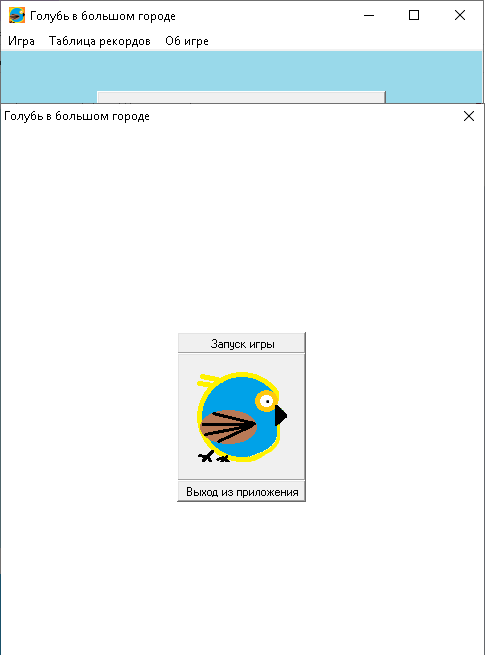 Голубь в большом городе
Игра Таблица рекордов Об игре
Голубь в большом городе
Запуск игры
Выход из приложения